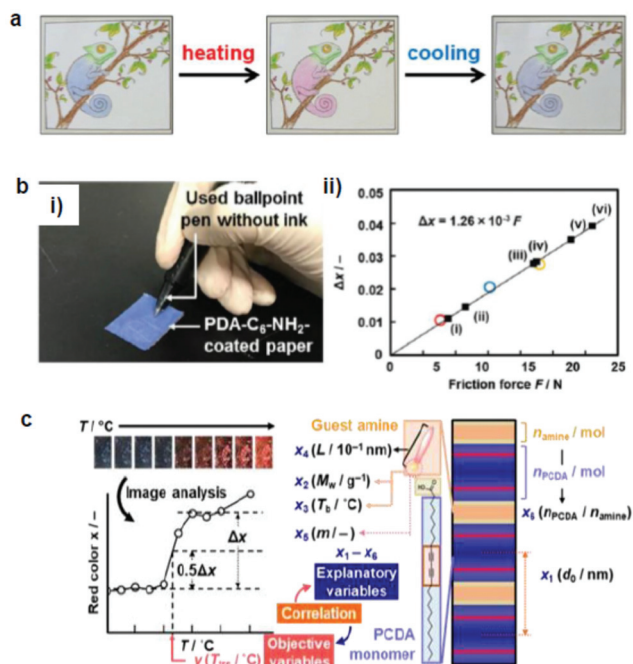 a
heating
cooling
b
i)
Used ballpoint
pen without ink
PDA-C6-NH2-
coated paper
ii)
Δx / –
0.05
0.04
0.03
0.02
0.01
0
Δx = 1.26 × 10⁻³ F
(i)
(ii)
(iii)
(iv)
(v)
(vi)
0 5 10 15 20 25
Friction force F / N
c
T / °C
Image analysis
Red color x / –
Δx
0.5Δx
T / °C
Guest amine
x4 (L / 10⁻¹ nm)
x2 (Mw / g⁻¹)
x3 (Tb / °C)
x5 (m / –)
x1 – x6
Explanatory
variables
Correlation
Objective
variables
HO
O
PCDA
monomer
namine / mol
nPCDA / mol
x6 (nPCDA / namine)
x1 (d0 / nm)